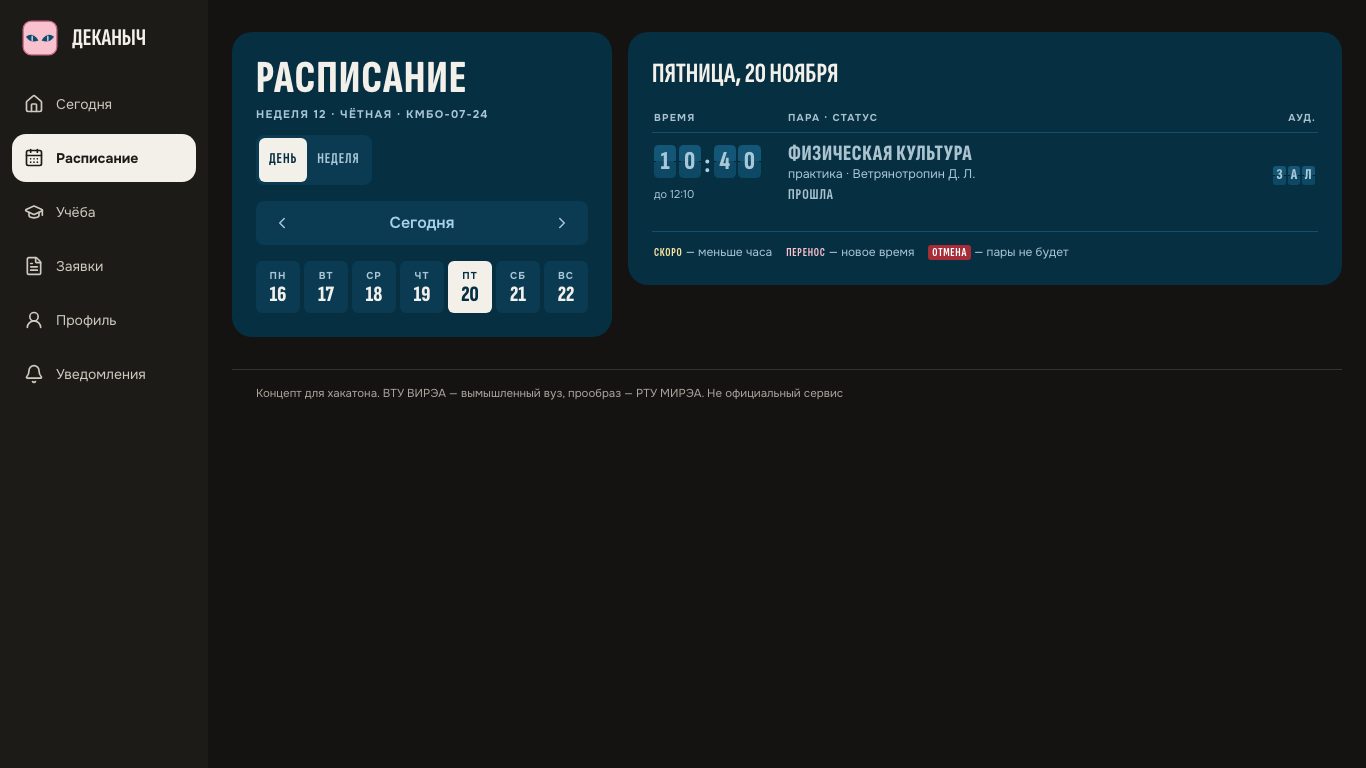 ДЕКАНЫЧ
Сегодня
Расписание
Учёба
Заявки
Профиль
Уведомления
РАСПИСАНИЕ
НЕДЕЛЯ 12 · ЧЁТНАЯ · КМБО-07-24
ДЕНЬ НЕДЕЛЯ
Сегодня
ПН ВТ СР ЧТ ПТ СБ ВС
16 17 18 19 20 21 22
ПЯТНИЦА, 20 НОЯБРЯ
ВРЕМЯ ПАРА · СТАТУС АУД.
10:40 ФИЗИЧЕСКАЯ КУЛЬТУРА
практика · Ветрянотропин Д. Л. ЗАЛ
до 12:10 ПРОШЛА
СКОРО — меньше часа ПЕРЕНОС — новое время ОТМЕНА — пары не будет
Концепт для хакатона. ВТУ ВИРЭА — вымышленный вуз, прообраз — РТУ МИРЭА. Не официальный сервис